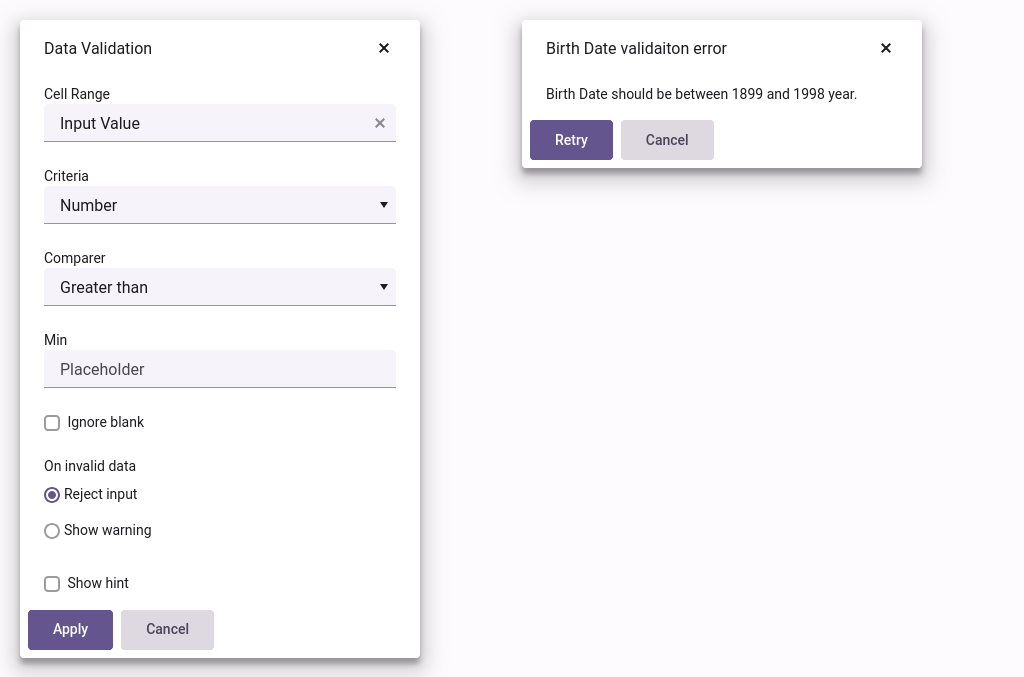 Data Validation
Cell Range
Input Value
Criteria
Number
Comparer
Greater than
Min
Placeholder
Ignore blank
On invalid data
Reject input
Show warning
Show hint
Apply
Cancel
Birth Date validaiton error
Birth Date should be between 1899 and 1998 year.
Retry
Cancel